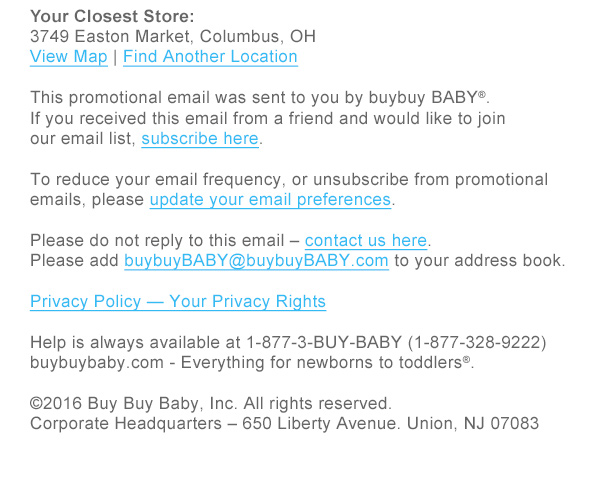 Your Closest Store:
3749 Easton Market, Columbus, OH
View Map | Find Another Location
This promotional email was sent to you by buybuy BABY®.
If you received this email from a friend and would like to join
our email list, subscribe here.
To reduce your email frequency, or unsubscribe from promotional
emails, please update your email preferences.
Please do not reply to this email – contact us here.
Please add buybuyBABY@buybuyBABY.com to your address book.
Privacy Policy — Your Privacy Rights
Help is always available at 1-877-3-BUY-BABY (1-877-328-9222)
buybuybaby.com - Everything for newborns to toddlers®.
©2016 Buy Buy Baby, Inc. All rights reserved.
Corporate Headquarters – 650 Liberty Avenue. Union, NJ 07083